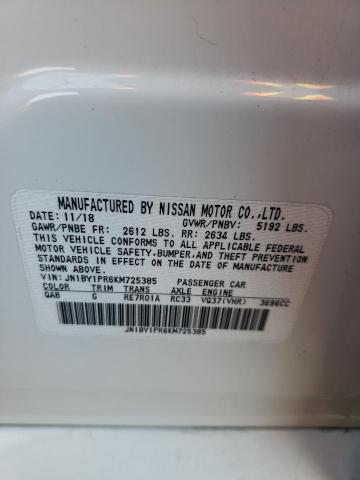 MANUFACTURED BY NISSAN MOTOR CO.,LTD.
DATE: 11/18 GVWR/PNBV: 5192 LBS.
GAWR/PNBE FR: 2612 LBS. RR: 2634 LBS.
THIS VEHICLE CONFORMS TO ALL APPLICABLE FEDERAL
MOTOR VEHICLE SAFETY,BUMPER,AND THEFT PREVENTION
STANDARDS IN EFFECT ON THE DATE OF
MANUFACTURE SHOWN ABOVE.
VIN:JN1BY1PR6KM725385 PASSENGER CAR
COLOR TRIM TRANS AXLE ENGINE
QAB G RE7R01A RC33 VQ37(VHR) 3696CC
JN1BY1PR6KM725385